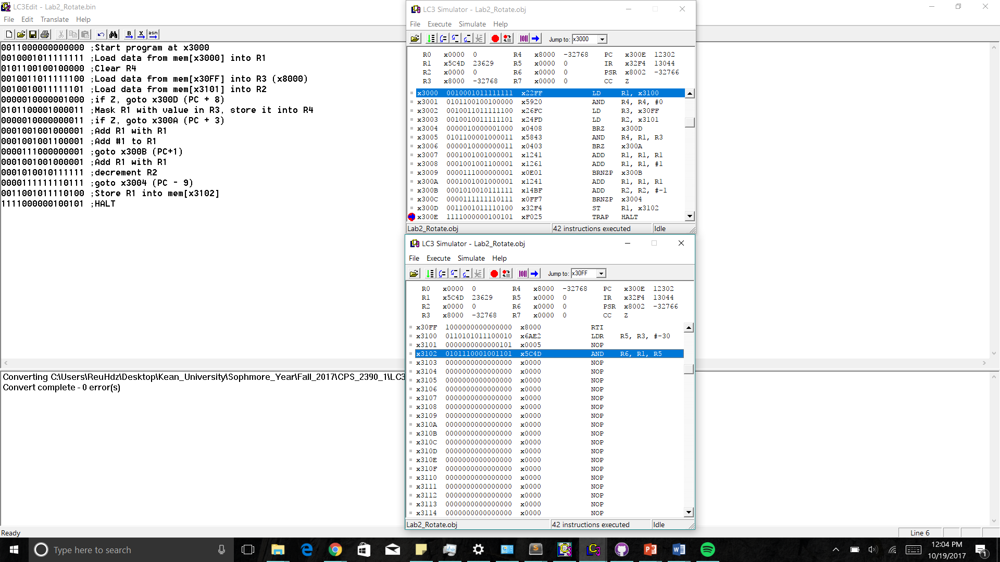 LC3Edit - Lab2_Rotate.bin
File Edit Translate Help
0011000000000000 ;Start program at x3000
0010001011111111 ;Load data from mem[x3000] into R1
0101100100100000 ;Clear R4
0010011011111100 ;Load data from mem[x30FF] into R3 (x8000)
0010010011111101 ;Load data from mem[x3101] into R2
0000010000001000 ;if Z, goto x300D (PC + 8)
0101100001000011 ;Mask R1 with value in R3, store it into R4
0000010000000011 ;if Z, goto x300A (PC + 3)
0001001001000001 ;Add R1 with R1
0001001001100001 ;Add #1 to R1
0000111000000001 ;goto x300B (PC+1)
0001001001000001 ;Add R1 with R1
0001010010111111 ;decrement R2
0000111111110111 ;goto x3004 (PC - 9)
0011001011110100 ;Store R1 into mem[x3102]
1111000000100101 ;HALT
Converting C:\Users\ReuHdz\Desktop\Kean_University\Sophmore_Year\Fall_2017\CPS_2390_1\LC3
Convert complete - 0 error(s)
Ready
Line 6
LC3 Simulator - Lab2_Rotate.obj
File Execute Simulate Help
Jump to: x3000
R0 x0000 0 R4 x8000 -32768 PC x300E 12302
R1 x5C4D 23629 R5 x0000 0 IR x32F4 13044
R2 x0000 0 R6 x0000 0 PSR x8002 -32766
R3 x8000 -32768 R7 x0000 0 CC Z
x3000 0010001011111111 x22FF LD R1, x3100
x3001 0101100100100000 x5920 AND R4, R4, #0
x3002 0010011011111100 x26FC LD R3, x30FF
x3003 0010010011111101 x24FD LD R2, x3101
x3004 0000010000001000 x0408 BRZ x300D
x3005 0101100001000011 x5843 AND R4, R1, R3
x3006 0000010000000011 x0403 BRZ x300A
x3007 0001001001000001 x1241 ADD R1, R1, R1
x3008 0001001001100001 x1261 ADD R1, R1, #1
x3009 0000111000000001 x0E01 BRNZP x300B
x300A 0001001001000001 x1241 ADD R1, R1, R1
x300B 0001010010111111 x14BF ADD R2, R2, #-1
x300C 0000111111110111 x0FF7 BRNZP x3004
x300D 0011001011110100 x32F4 ST R1, x3102
x300E 1111000000100101 xF025 TRAP HALT
Lab2_Rotate.obj 42 instructions executed Idle
LC3 Simulator - Lab2_Rotate.obj
File Execute Simulate Help
Jump to: x30FF
R0 x0000 0 R4 x8000 -32768 PC x300E 12302
R1 x5C4D 23629 R5 x0000 0 IR x32F4 13044
R2 x0000 0 R6 x0000 0 PSR x8002 -32766
R3 x8000 -32768 R7 x0000 0 CC Z
x30FF 1000000000000000 x8000 RTI
x3100 0110101011100010 x6AE2 LDR R5, R3, #-30
x3101 0000000000000101 x0005 NOP
x3102 0101110001001101 x5C4D AND R6, R1, R5
x3103 0000000000000000 x0000 NOP
x3104 0000000000000000 x0000 NOP
x3105 0000000000000000 x0000 NOP
x3106 0000000000000000 x0000 NOP
x3107 0000000000000000 x0000 NOP
x3108 0000000000000000 x0000 NOP
x3109 0000000000000000 x0000 NOP
x310A 0000000000000000 x0000 NOP
x310B 0000000000000000 x0000 NOP
x310C 0000000000000000 x0000 NOP
x310D 0000000000000000 x0000 NOP
x310E 0000000000000000 x0000 NOP
x310F 0000000000000000 x0000 NOP
x3110 0000000000000000 x0000 NOP
x3111 0000000000000000 x0000 NOP
x3112 0000000000000000 x0000 NOP
x3113 0000000000000000 x0000 NOP
x3114 0000000000000000 x0000 NOP
Lab2_Rotate.obj 42 instructions executed Idle
Type here to search
12:04 PM
10/19/2017
1